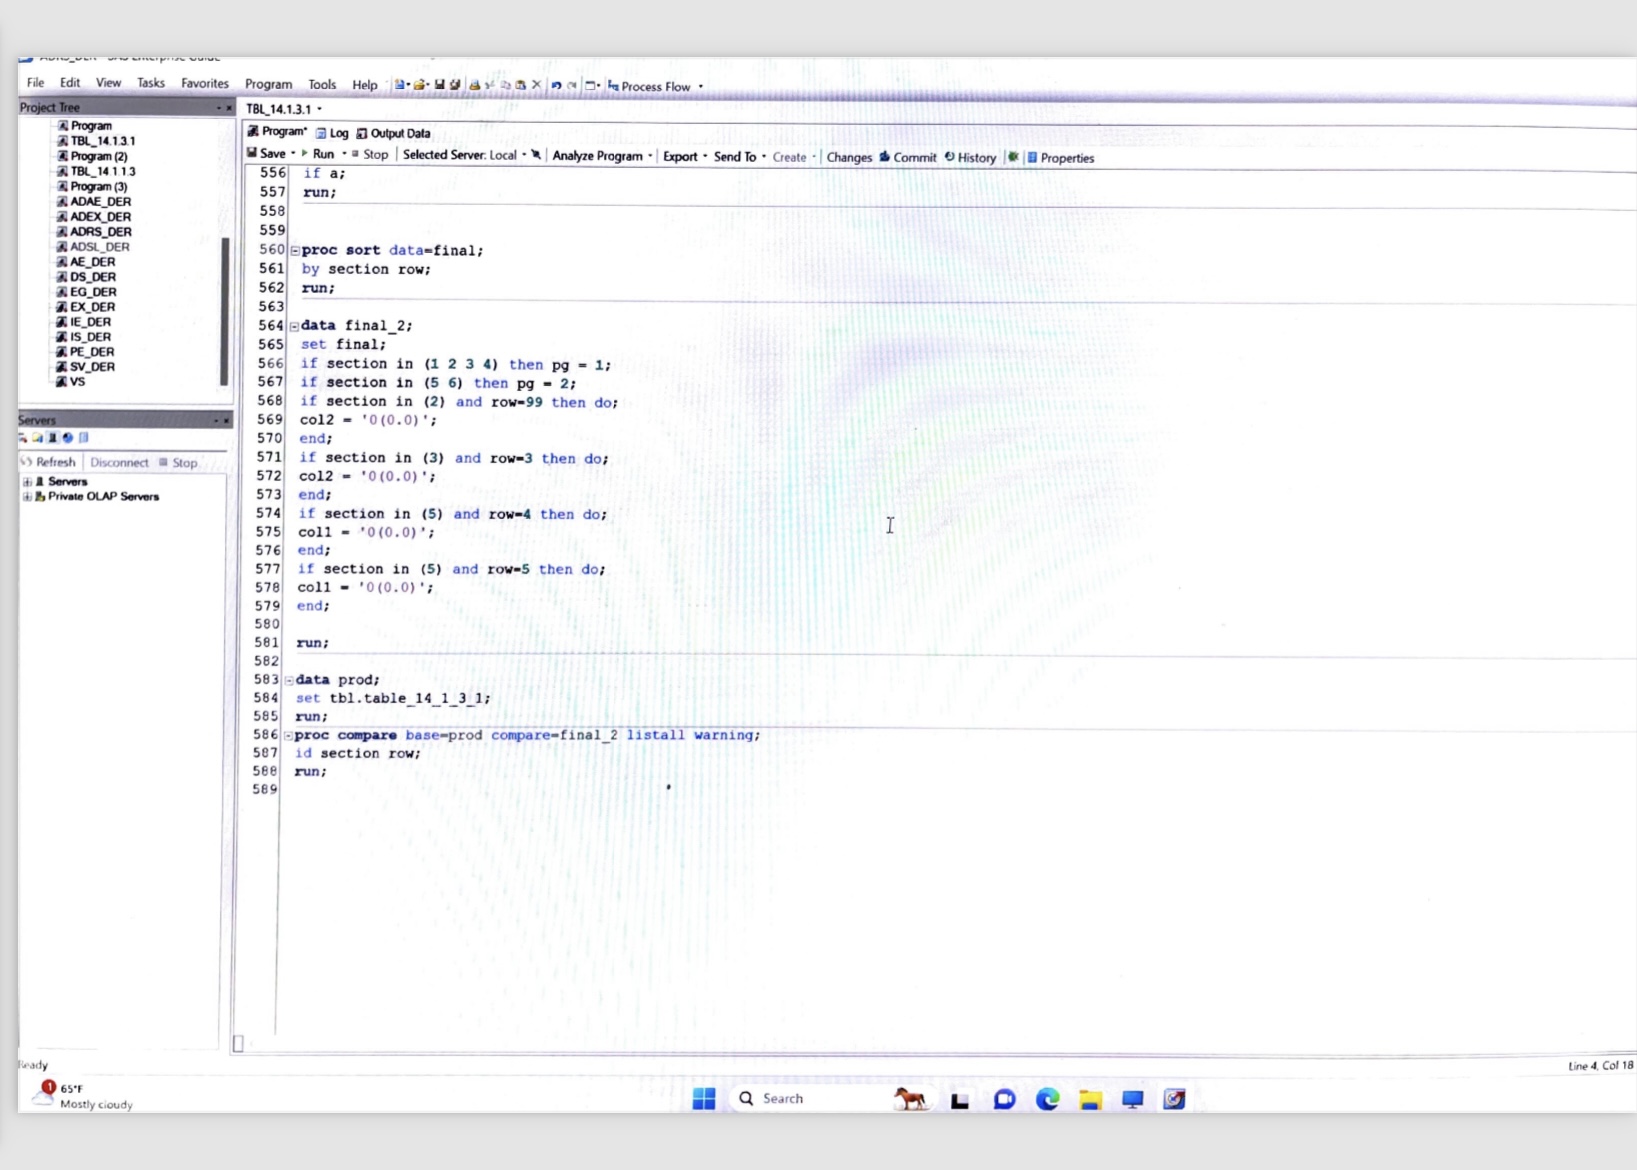 File Edit View Tasks Favorites Program Tools Help Process Flow
Project Tree
Program
TBL_14.1.3.1
Program (2)
TBL_14.1.1.3
Program (3)
ADAE_DER
ADEX_DER
ADRS_DER
ADSL_DER
AE_DER
DS_DER
EG_DER
EX_DER
IE_DER
IS_DER
PE_DER
SV_DER
VS
Servers
Refresh Disconnect Stop
Servers
Private OLAP Servers
TBL_14.1.3.1
Program* Log Output Data
Save Run Stop Selected Server: Local Analyze Program Export Send To Create Changes Commit History Properties
556 if a;
557 run;
558
559
560 proc sort data=final;
561 by section row;
562 run;
563
564 data final_2;
565 set final;
566 if section in (1 2 3 4) then pg = 1;
567 if section in (5 6) then pg = 2;
568 if section in (2) and row=99 then do;
569 col2 = '0(0.0)';
570 end;
571 if section in (3) and row=3 then do;
572 col2 = '0(0.0)';
573 end;
574 if section in (5) and row=4 then do;
575 col1 = '0(0.0)';
576 end;
577 if section in (5) and row=5 then do;
578 col1 = '0(0.0)';
579 end;
580
581 run;
582
583 data prod;
584 set tbl.table_14_1_3_1;
585 run;
586 proc compare base=prod compare=final_2 listall warning;
587 id section row;
588 run;
589
Ready
Line 4, Col 18
1
65°F
Mostly cloudy
Search